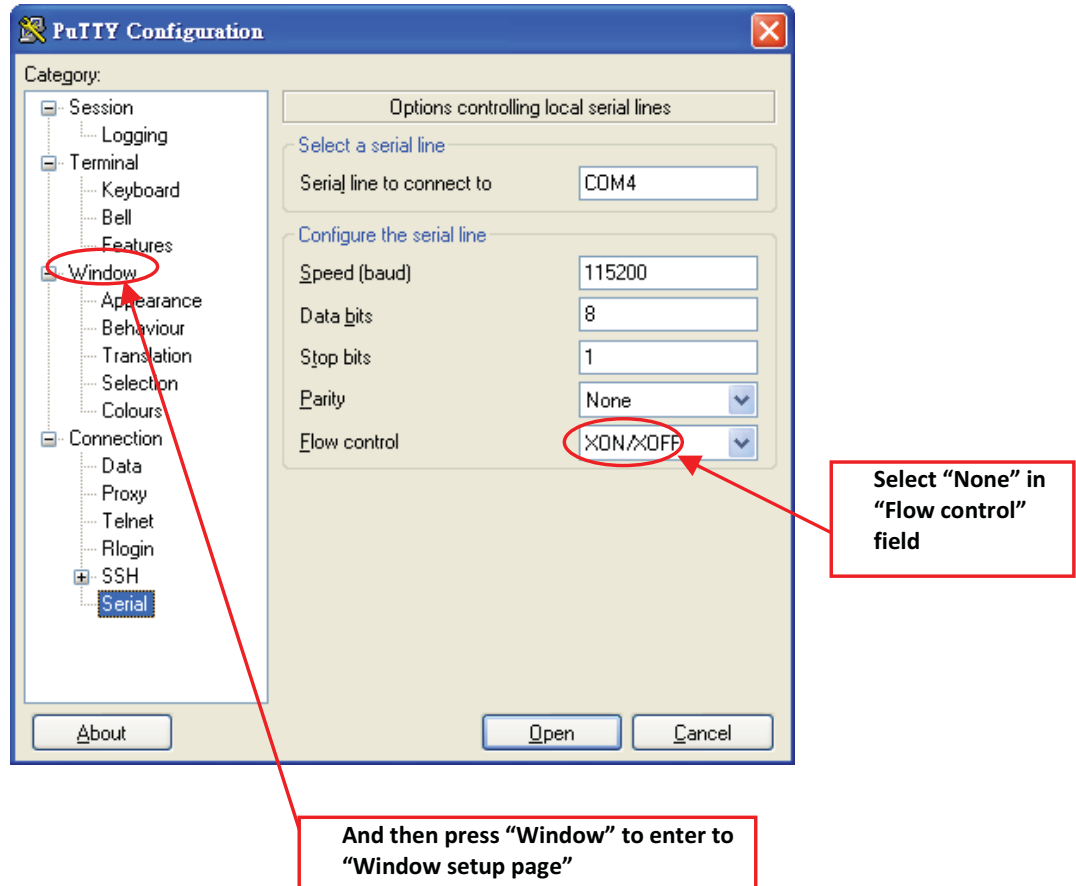 PuTTY Configuration
Category:
Session
Logging
Terminal
Keyboard
Bell
Features
Window
Appearance
Behaviour
Translation
Selection
Colours
Connection
Data
Proxy
Telnet
Rlogin
SSH
Serial
Options controlling local serial lines
Select a serial line
Serial line to connect to COM4
Configure the serial line
Speed (baud) 115200
Data bits 8
Stop bits 1
Parity None
Flow control XON/XOFF
About
Open
Cancel
Select “None” in
“Flow control”
field
And then press “Window” to enter to
“Window setup page”